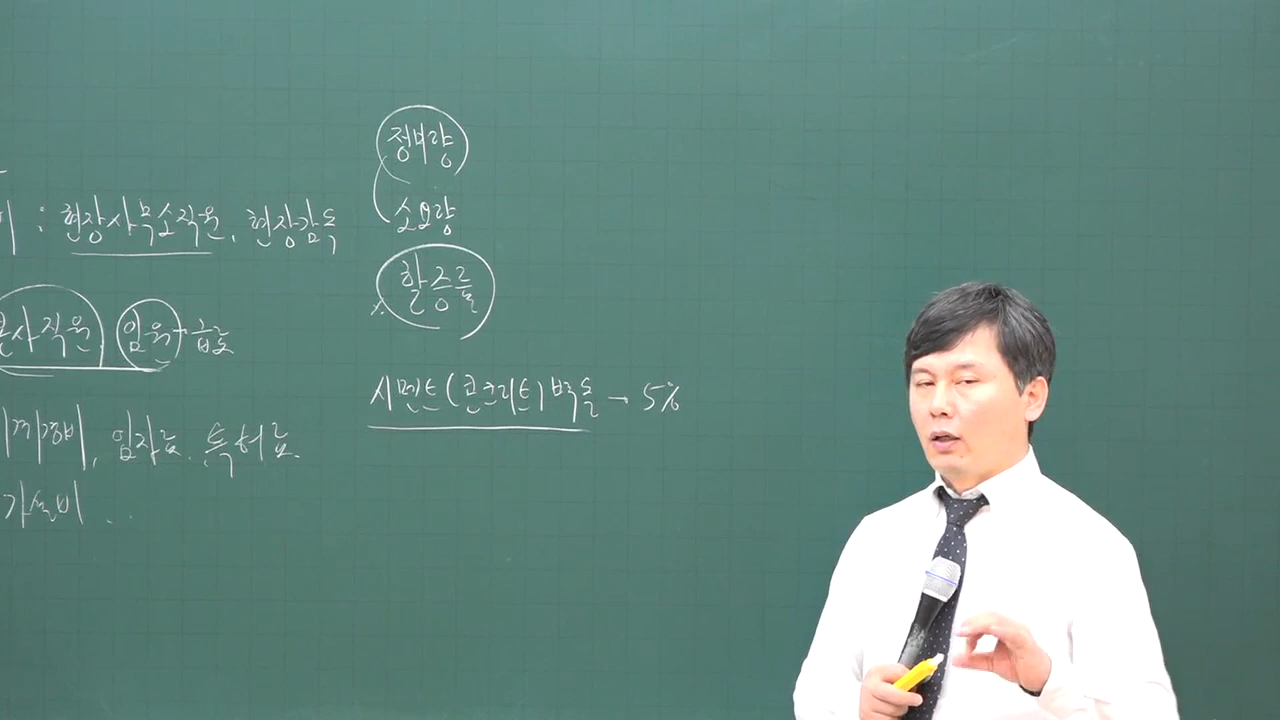 : 현장사무소직원, 현장감독
본사직원 임원 급료
기계경비, 임차료. 특허료.
가설비 ..
정미량
소요량
할증률
시멘트(콘크리트)벽돌 → 5%